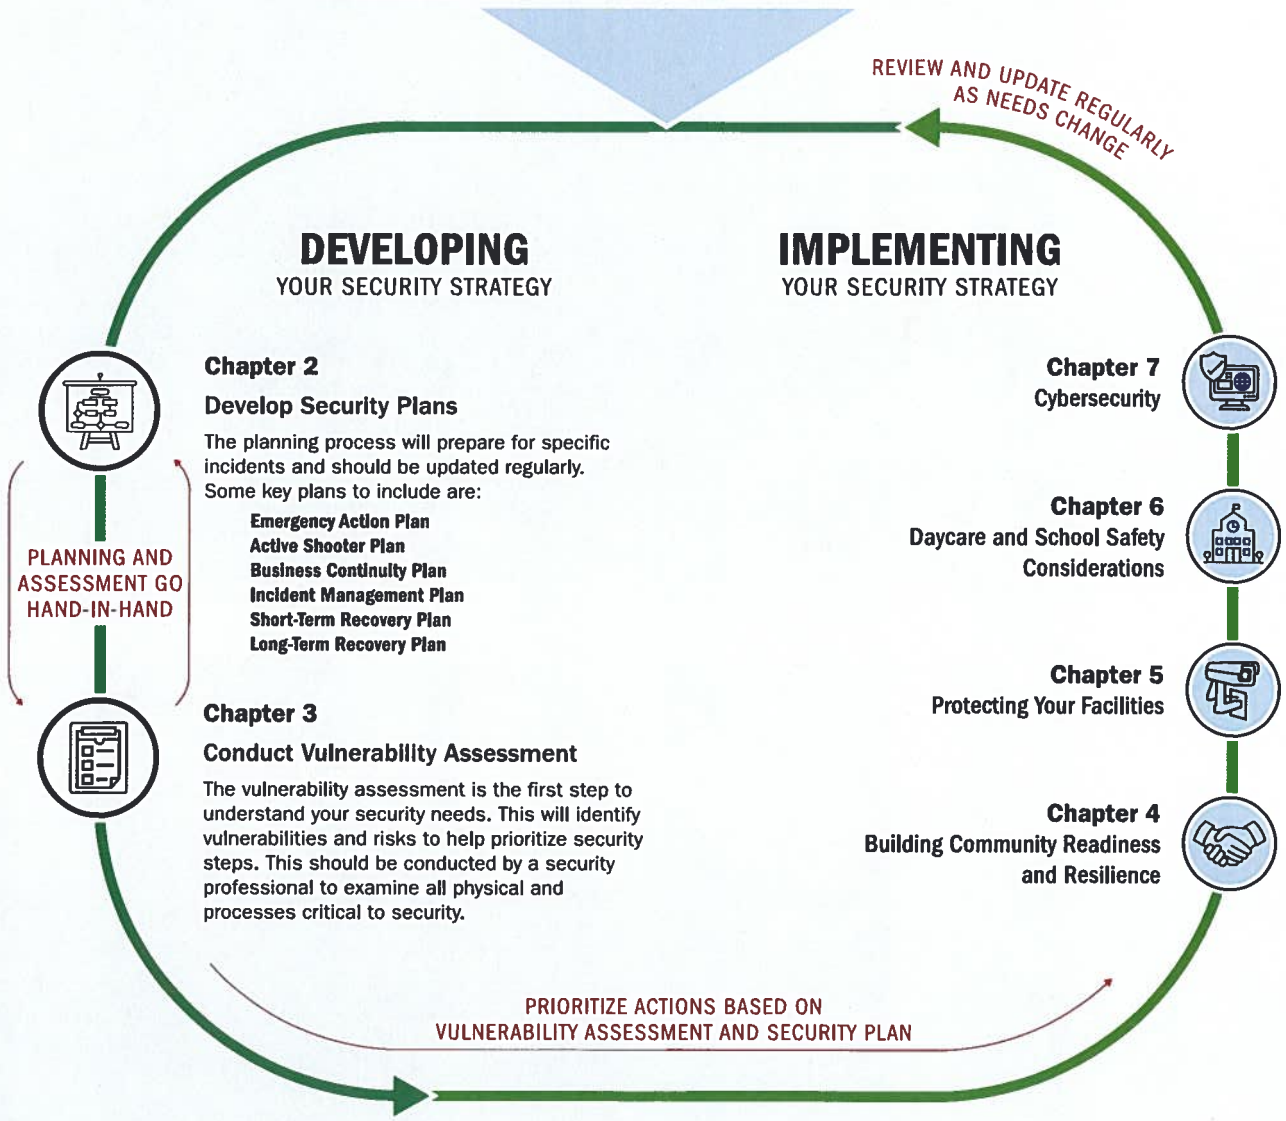 REVIEW AND UPDATE REGULARLY
AS NEEDS CHANGE
DEVELOPING
YOUR SECURITY STRATEGY
Chapter 2
Develop Security Plans
The planning process will prepare for specific
incidents and should be updated regularly.
Some key plans to include are:
Emergency Action Plan
Active Shooter Plan
Business Continuity Plan
Incident Management Plan
Short-Term Recovery Plan
Long-Term Recovery Plan
PLANNING AND
ASSESSMENT GO
HAND-IN-HAND
Chapter 3
Conduct Vulnerability Assessment
The vulnerability assessment is the first step to
understand your security needs. This will identify
vulnerabilities and risks to help prioritize security
steps. This should be conducted by a security
professional to examine all physical and
processes critical to security.
IMPLEMENTING
YOUR SECURITY STRATEGY
Chapter 7
Cybersecurity
Chapter 6
Daycare and School Safety
Considerations
Chapter 5
Protecting Your Facilities
Chapter 4
Building Community Readiness
and Resilience
PRIORITIZE ACTIONS BASED ON
VULNERABILITY ASSESSMENT AND SECURITY PLAN